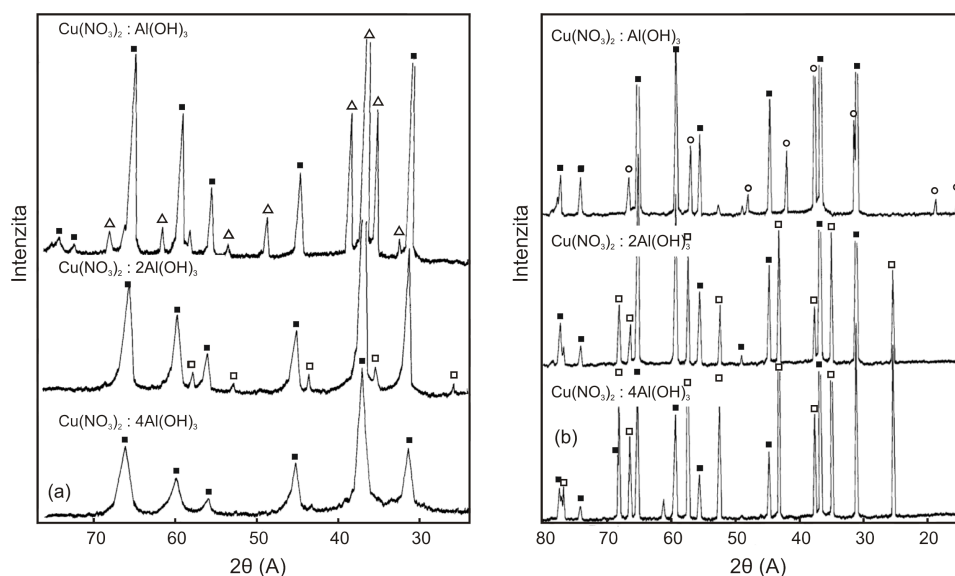 Intenzita
Cu(NO₃)₂ : Al(OH)₃
Cu(NO₃)₂ : 2Al(OH)₃
Cu(NO₃)₂ : 4Al(OH)₃
(a)
70 60 50 40 30
2θ (A)
Intenzita
Cu(NO₃)₂ : Al(OH)₃
Cu(NO₃)₂ : 2Al(OH)₃
Cu(NO₃)₂ : 4Al(OH)₃
(b)
80 70 60 50 40 30 20
2θ (A)